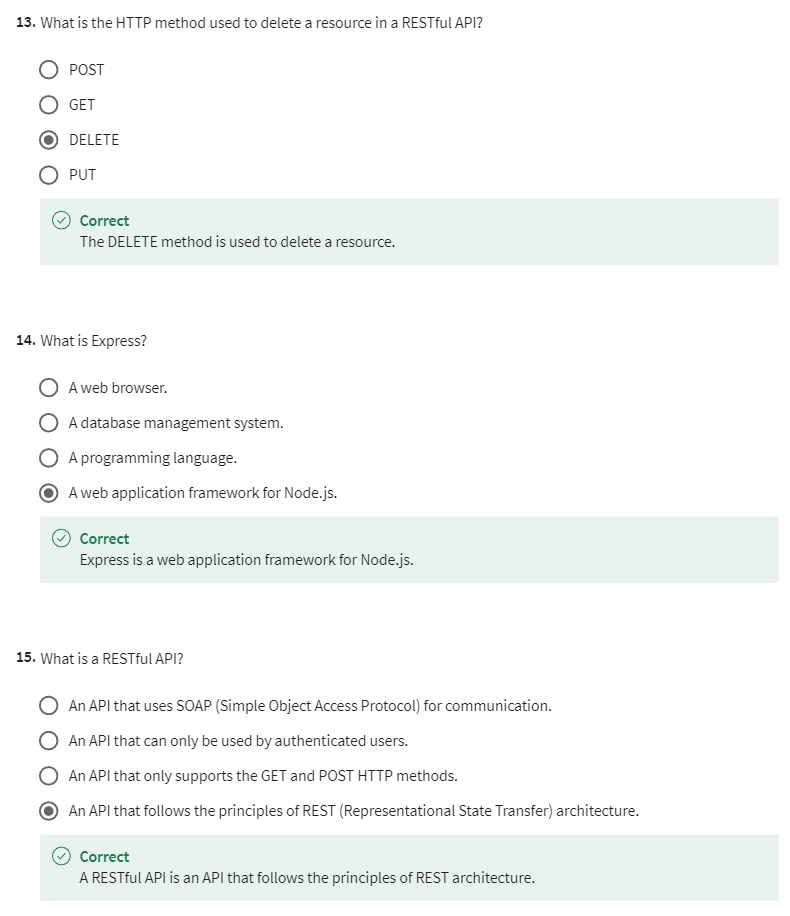 13. What is the HTTP method used to delete a resource in a RESTful API?
POST
GET
DELETE
PUT
Correct
The DELETE method is used to delete a resource.
14. What is Express?
A web browser.
A database management system.
A programming language.
A web application framework for Node.js.
Correct
Express is a web application framework for Node.js.
15. What is a RESTful API?
An API that uses SOAP (Simple Object Access Protocol) for communication.
An API that can only be used by authenticated users.
An API that only supports the GET and POST HTTP methods.
An API that follows the principles of REST (Representational State Transfer) architecture.
Correct
A RESTful API is an API that follows the principles of REST architecture.